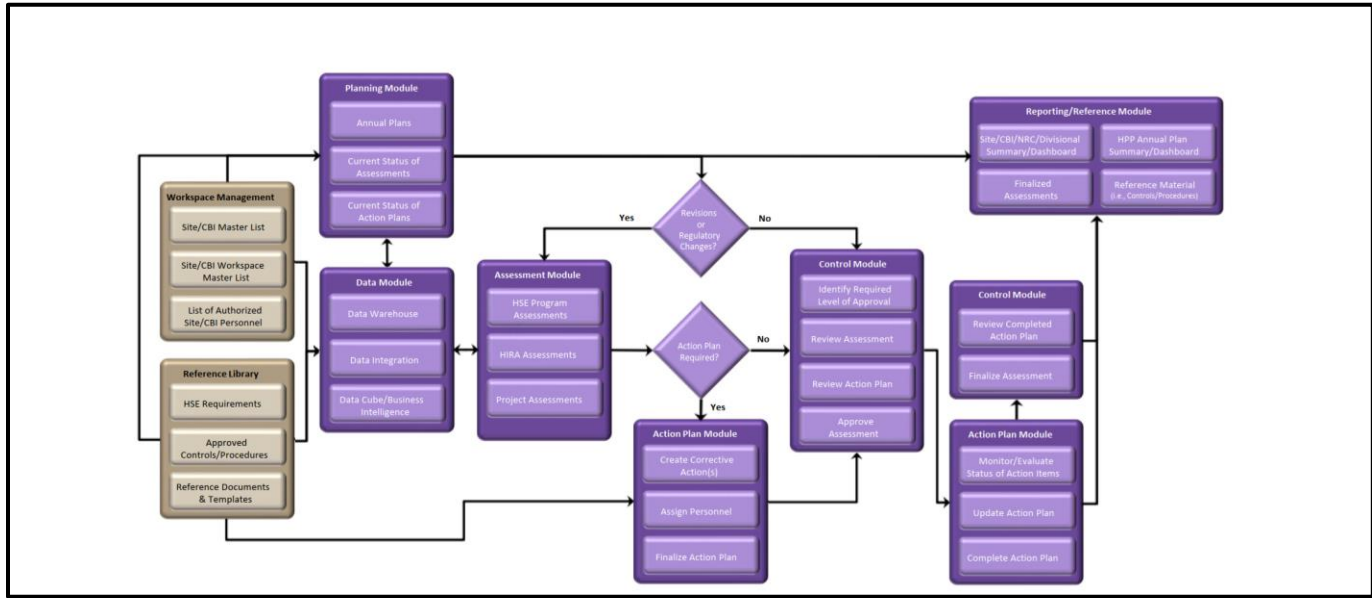 Planning Module
Annual Plans
Current Status of
Assessments
Current Status of
Action Plans
Reporting/Reference Module
Site/CBI/NRC/Divisional
Summary/Dashboard
HPP Annual Plan
Summary/Dashboard
Finalized
Assessments
Reference Material
(i.e., Controls/Procedures)
Workspace Management
Site/CBI Master List
Site/CBI Workspace
Master List
List of Authorized
Site/CBI Personnel
Yes
Revisions
or
Regulatory
Changes?
No
Data Module
Data Warehouse
Data Integration
Data Cube/Business
Intelligence
Assessment Module
HSE Program
Assessments
HIRA Assessments
Project Assessments
Action Plan
Required?
No
Yes
Control Module
Identify Required
Level of Approval
Review Assessment
Review Action Plan
Approve
Assessment
Control Module
Review Completed
Action Plan
Finalize Assessment
Reference Library
HSE Requirements
Approved
Controls/Procedures
Reference Documents
& Templates
Action Plan Module
Create Corrective
Action(s)
Assign Personnel
Finalize Action Plan
Action Plan Module
Monitor/Evaluate
Status of Action Items
Update Action Plan
Complete Action Plan